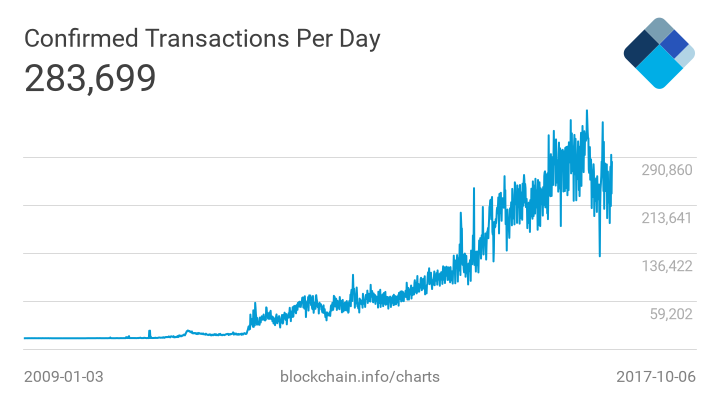 Confirmed Transactions Per Day
283,699
290,860
213,641
136,422
59,202
2009-01-03 blockchain.info/charts 2017-10-06